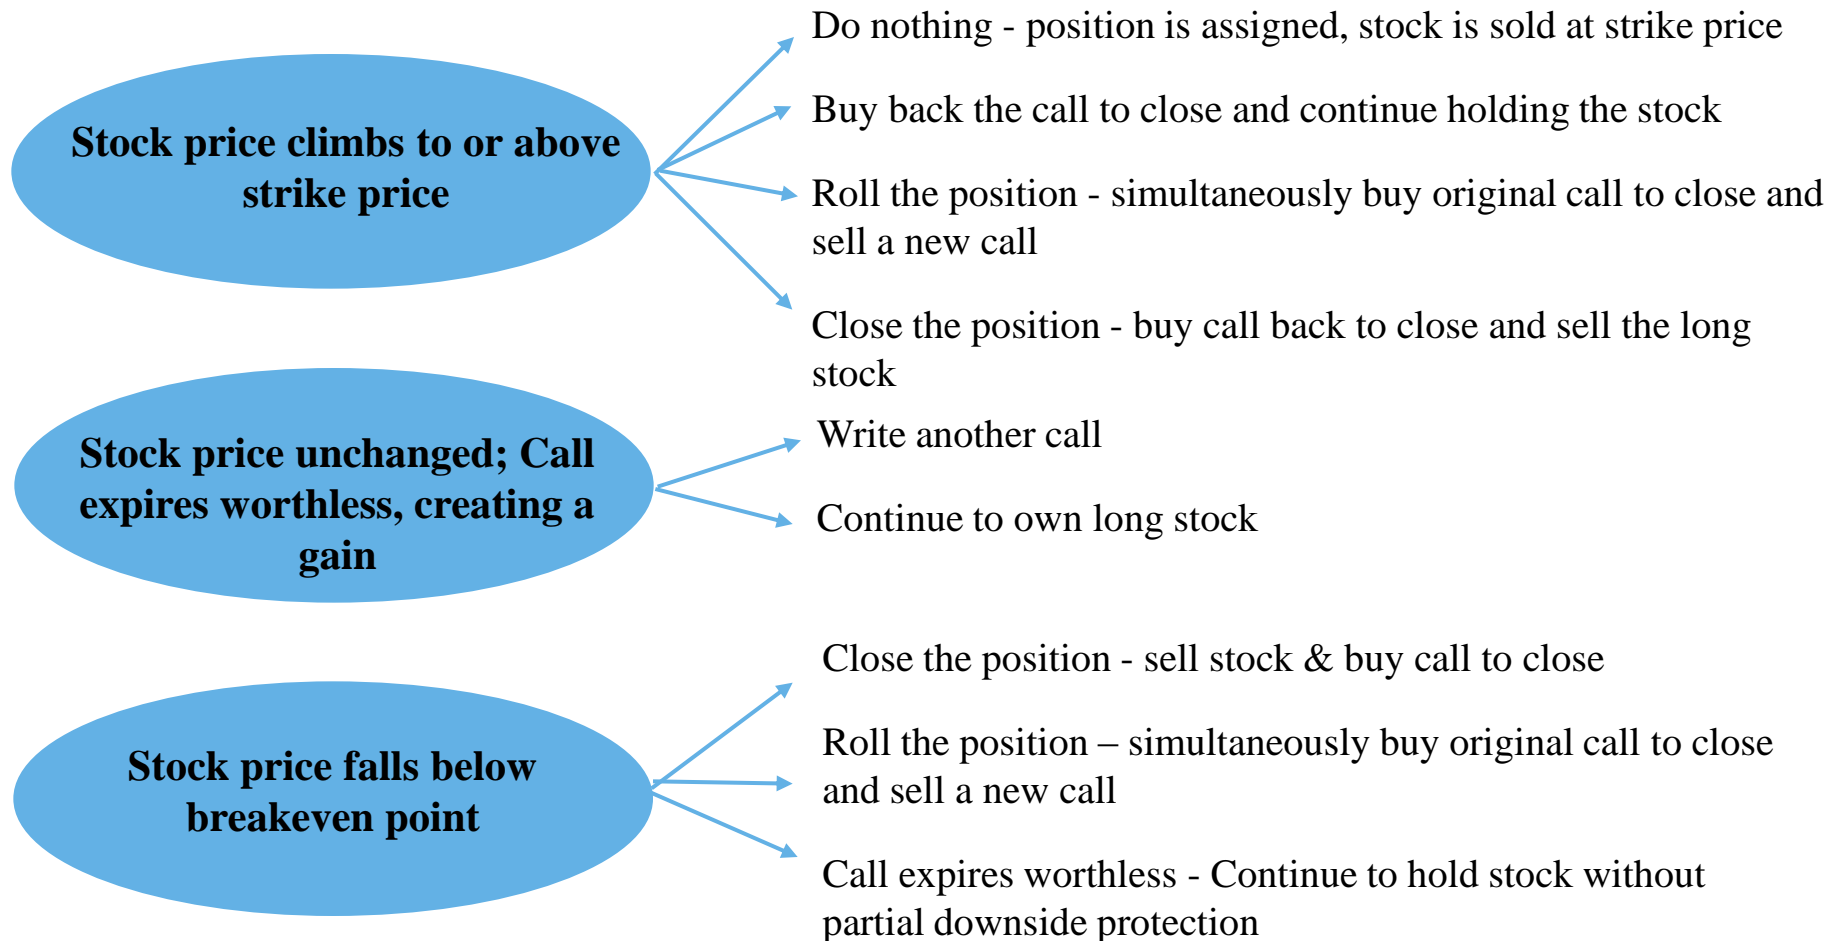 Do nothing - position is assigned, stock is sold at strike price
Buy back the call to close and continue holding the stock
Stock price climbs to or above
strike price
Roll the position - simultaneously buy original call to close and
sell a new call
Close the position - buy call back to close and sell the long
stock
Stock price unchanged; Call
expires worthless, creating a
gain
Write another call
Continue to own long stock
Stock price falls below
breakeven point
Close the position - sell stock & buy call to close
Roll the position – simultaneously buy original call to close
and sell a new call
Call expires worthless - Continue to hold stock without
partial downside protection